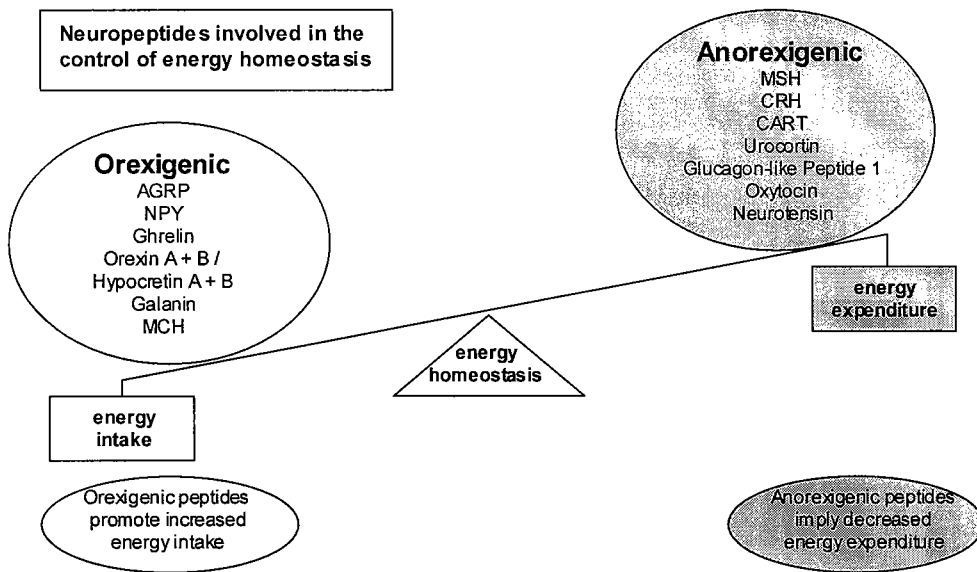 Neuropeptides involved in the
control of energy homeostasis
Anorexigenic
MSH
CRH
CART
Urocortin
Glucagon-like Peptide 1
Oxytocin
Neurotensin
Orexigenic
AGRP
NPY
Ghrelin
Orexin A + B /
Hypocretin A + B
Galanin
MCH
energy
expenditure
energy
homeostasis
energy
intake
Orexigenic peptides
promote increased
energy intake
Anorexigenic peptides
imply decreased
energy expenditure